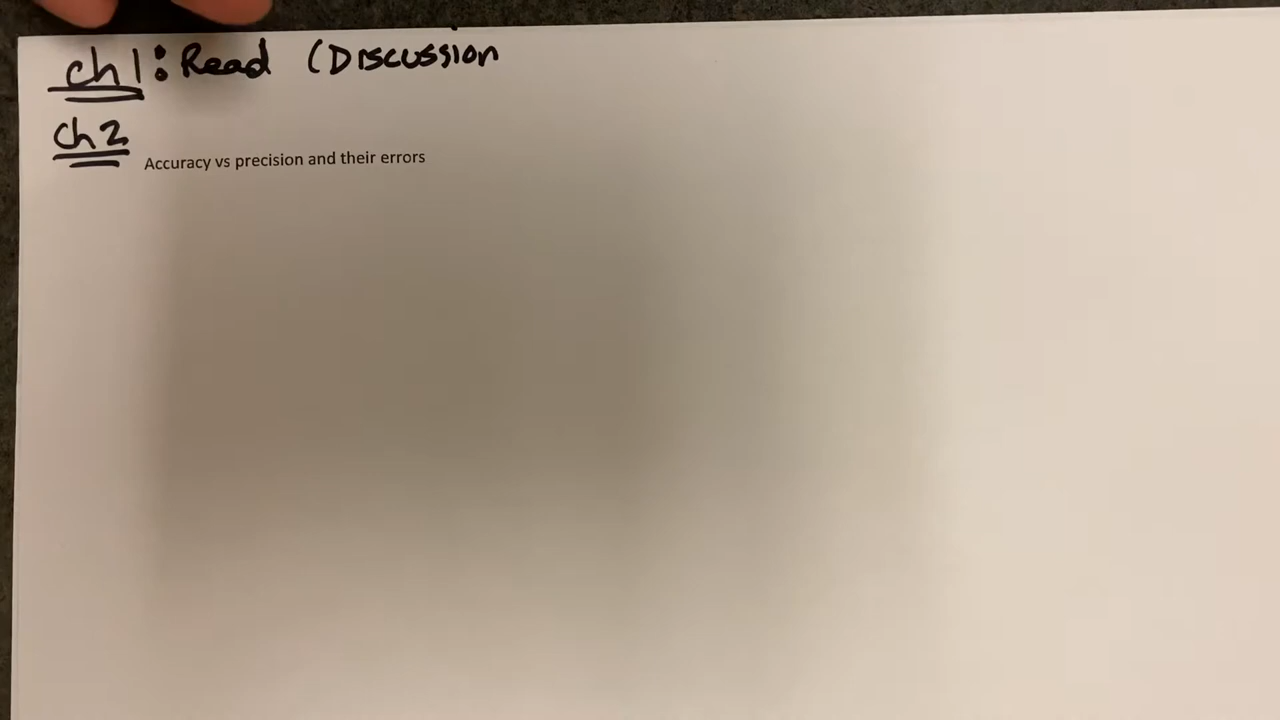 ch1: Read (Discussion
Ch2
Accuracy vs precision and their errors